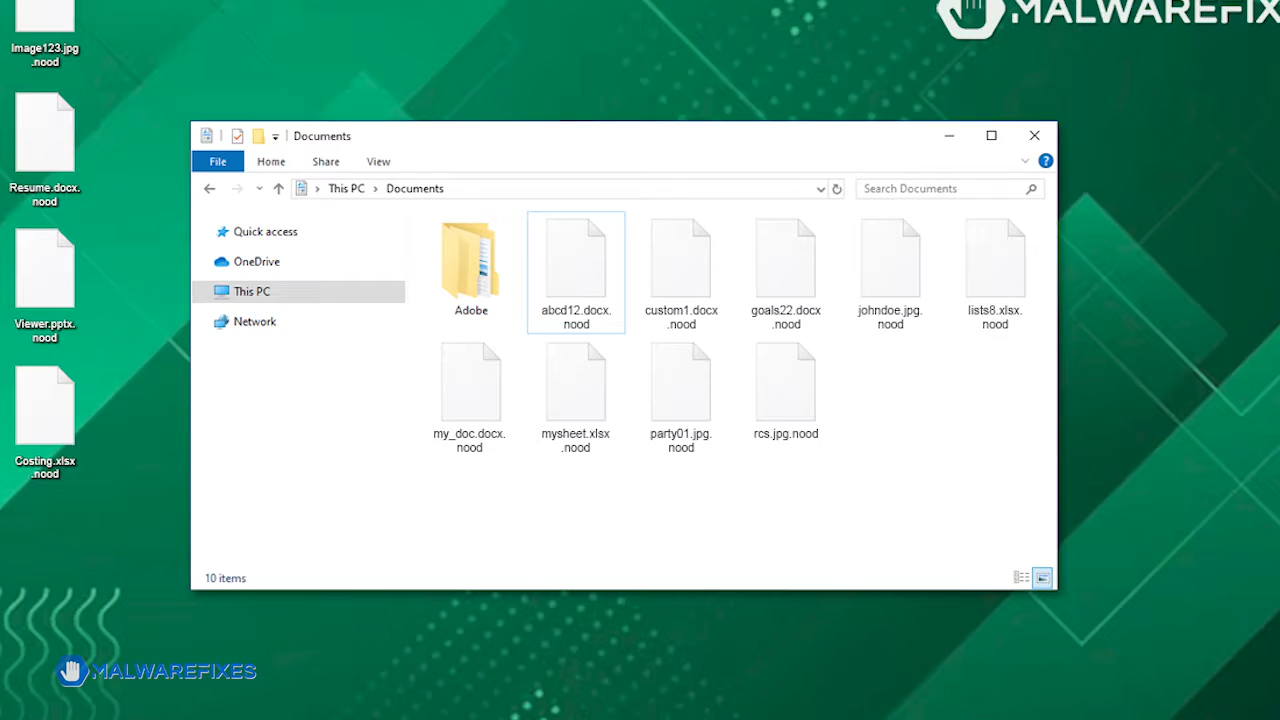 MALWAREFIX
Image123.jpg
.nood
Resume.docx.
nood
Viewer.pptx.
nood
Costing.xlsx
.nood
Documents
File Home Share View
This PC > Documents
Search Documents
Quick access
OneDrive
This PC
Network
Adobe
abcd12.docx.
nood
custom1.docx
.nood
goals22.docx
.nood
johndoe.jpg.
nood
lists8.xlsx.
nood
my_doc.docx.
nood
mysheet.xlsx
.nood
party01.jpg.
nood
rcs.jpg.nood
10 items
MALWAREFIXES